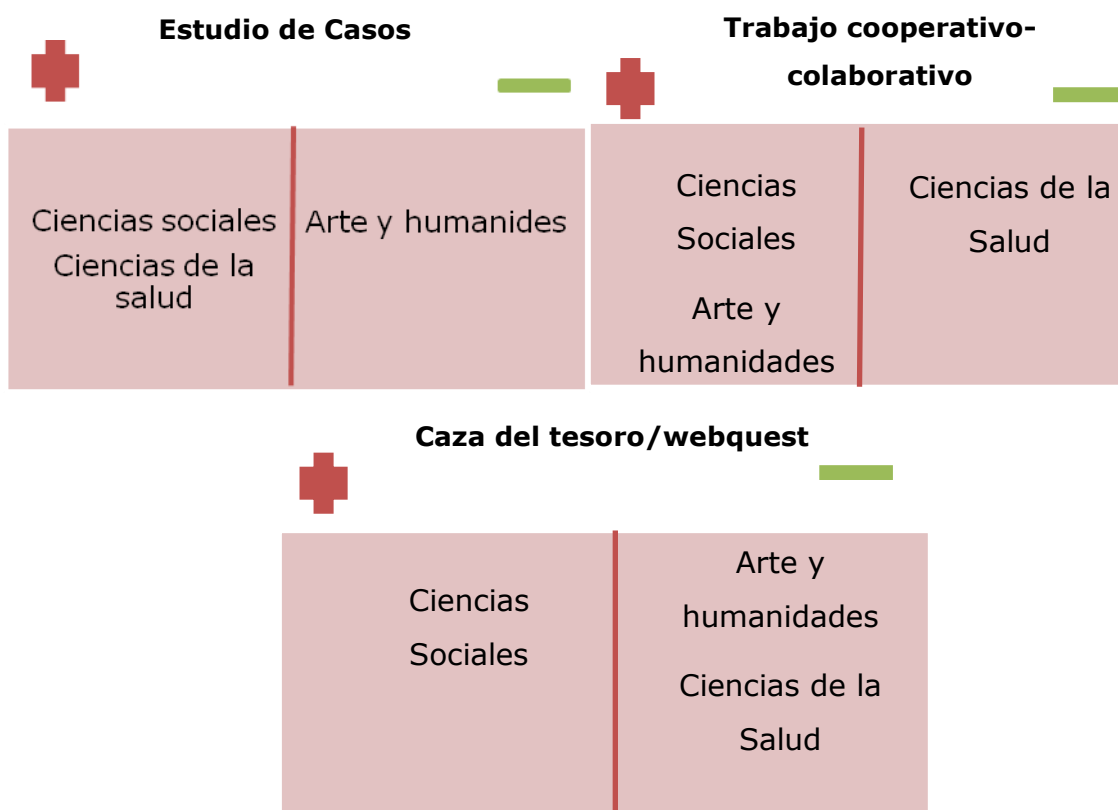 Estudio de Casos
Ciencias sociales
Ciencias de la
salud
Arte y humanides
Trabajo cooperativo-
colaborativo
Ciencias
Sociales
Arte y
humanidades
Ciencias de la
Salud
Caza del tesoro/webquest
Ciencias
Sociales
Arte y
humanidades
Ciencias de la
Salud